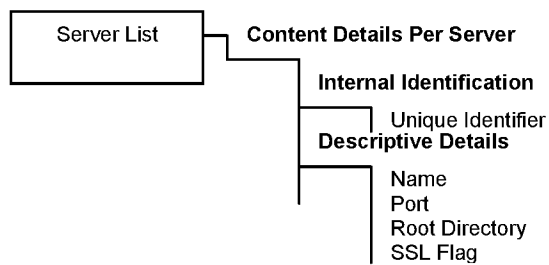 Server List
Content Details Per Server
Internal Identification
Unique Identifier
Descriptive Details
Name
Port
Root Directory
SSL Flag